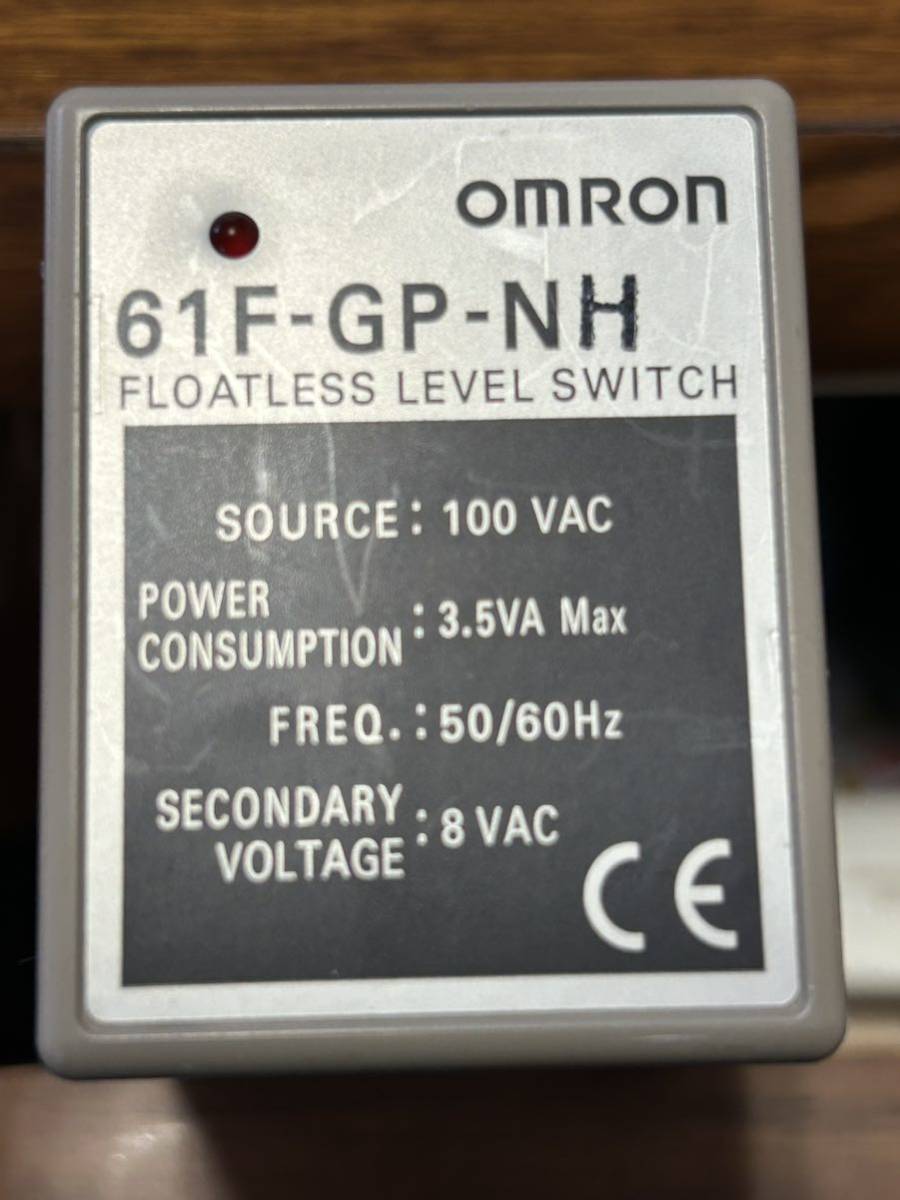 OMRON
61F-GP-NH
FLOATLESS LEVEL SWITCH
SOURCE: 100 VAC
POWER CONSUMPTION : 3.5VA Max
FREQ. : 50/60Hz
SECONDARY VOLTAGE : 8 VAC
CE